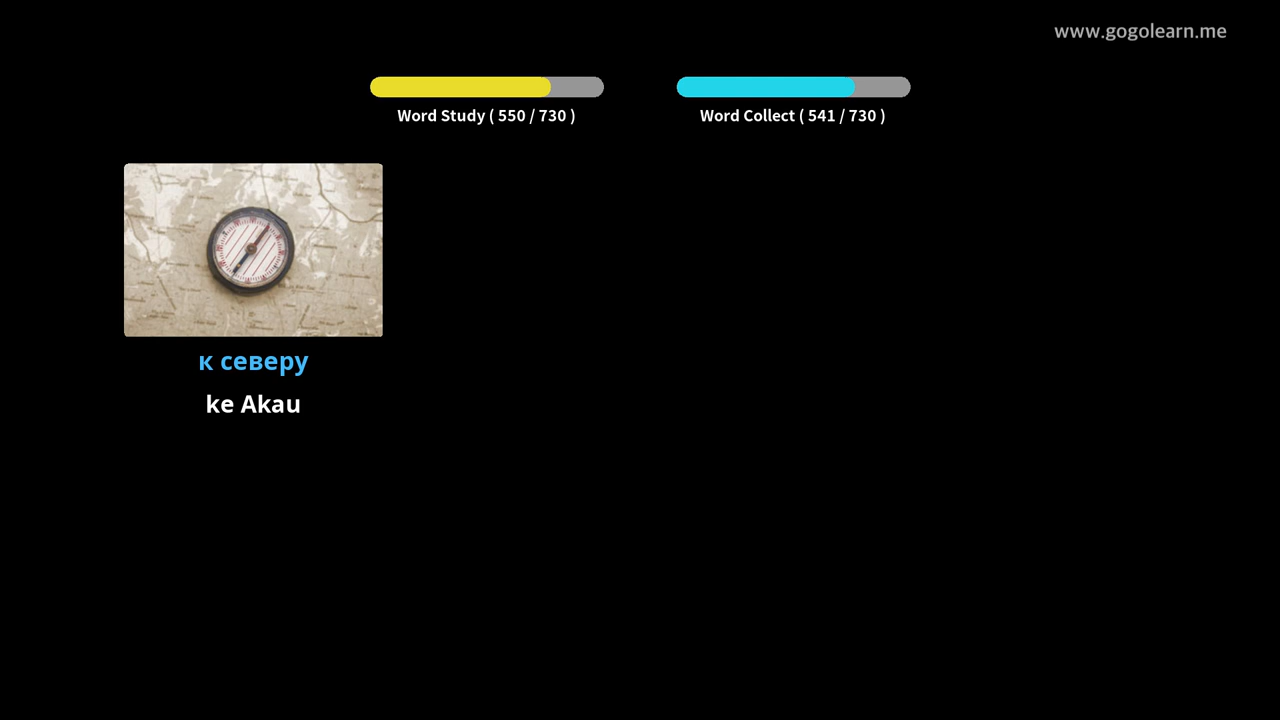 www.gogolearn.me
Word Study ( 550 / 730 )
Word Collect ( 541 / 730 )
к северу
ke Akau